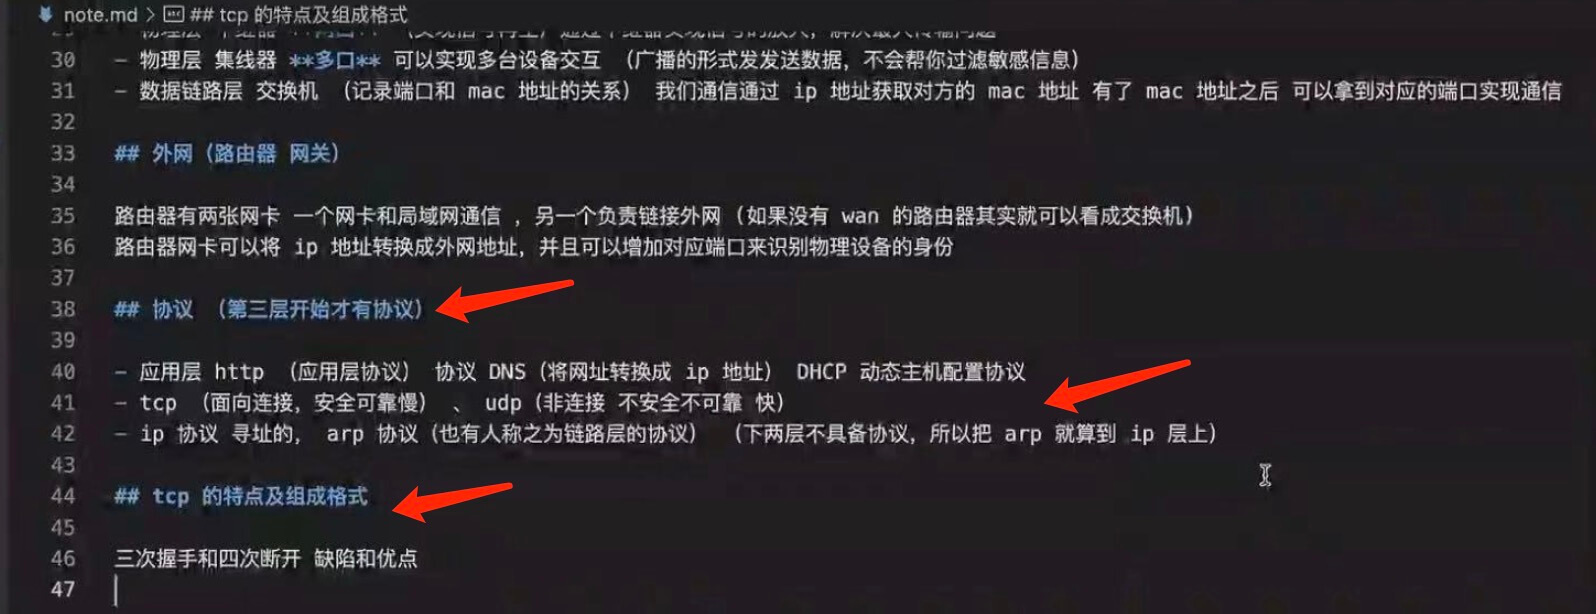 note.md > ## tcp 的特点及组成格式
30 - 物理层 集线器 **多口** 可以实现多台设备交互 （广播的形式发发送数据，不会帮你过滤敏感信息）
31 - 数据链路层 交换机 （记录端口和 mac 地址的关系） 我们通信通过 ip 地址获取对方的 mac 地址 有了 mac 地址之后 可以拿到对应的端口实现通信
32
33 ## 外网（路由器 网关）
34
35 路由器有两张网卡 一个网卡和局域网通信 ，另一个负责链接外网（如果没有 wan 的路由器其实就可以看成交换机）
36 路由器网卡可以将 ip 地址转换成外网地址，并且可以增加对应端口来识别物理设备的身份
37
38 ## 协议 （第三层开始才有协议）
39
40 - 应用层 http （应用层协议） 协议 DNS（将网址转换成 ip 地址） DHCP 动态主机配置协议
41 - tcp （面向连接，安全可靠慢） 、 udp（非连接 不安全不可靠 快）
42 - ip 协议 寻址的， arp 协议（也有人称之为链路层的协议） （下两层不具备协议，所以把 arp 就算到 ip 层上）
43
44 ## tcp 的特点及组成格式
45
46 三次握手和四次断开 缺陷和优点
47